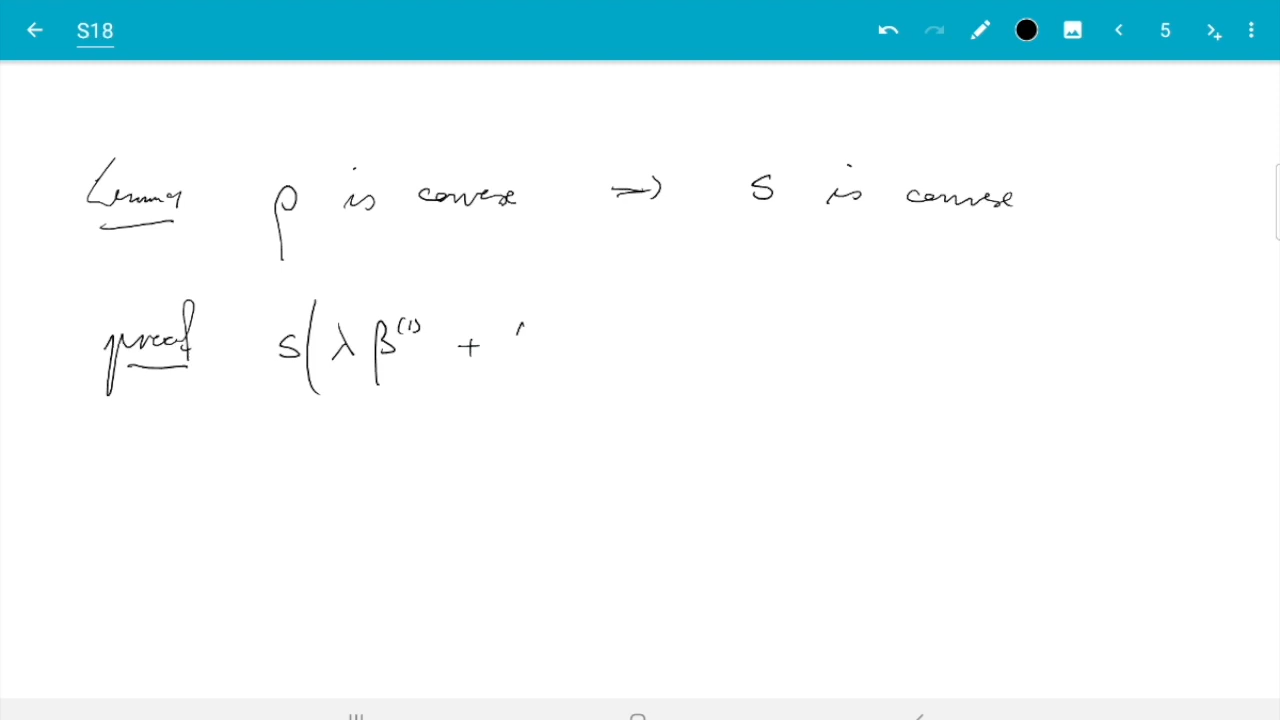 S18
5
Lemma ρ is convex => S is convex
proof S(λ β⁽¹⁾ +